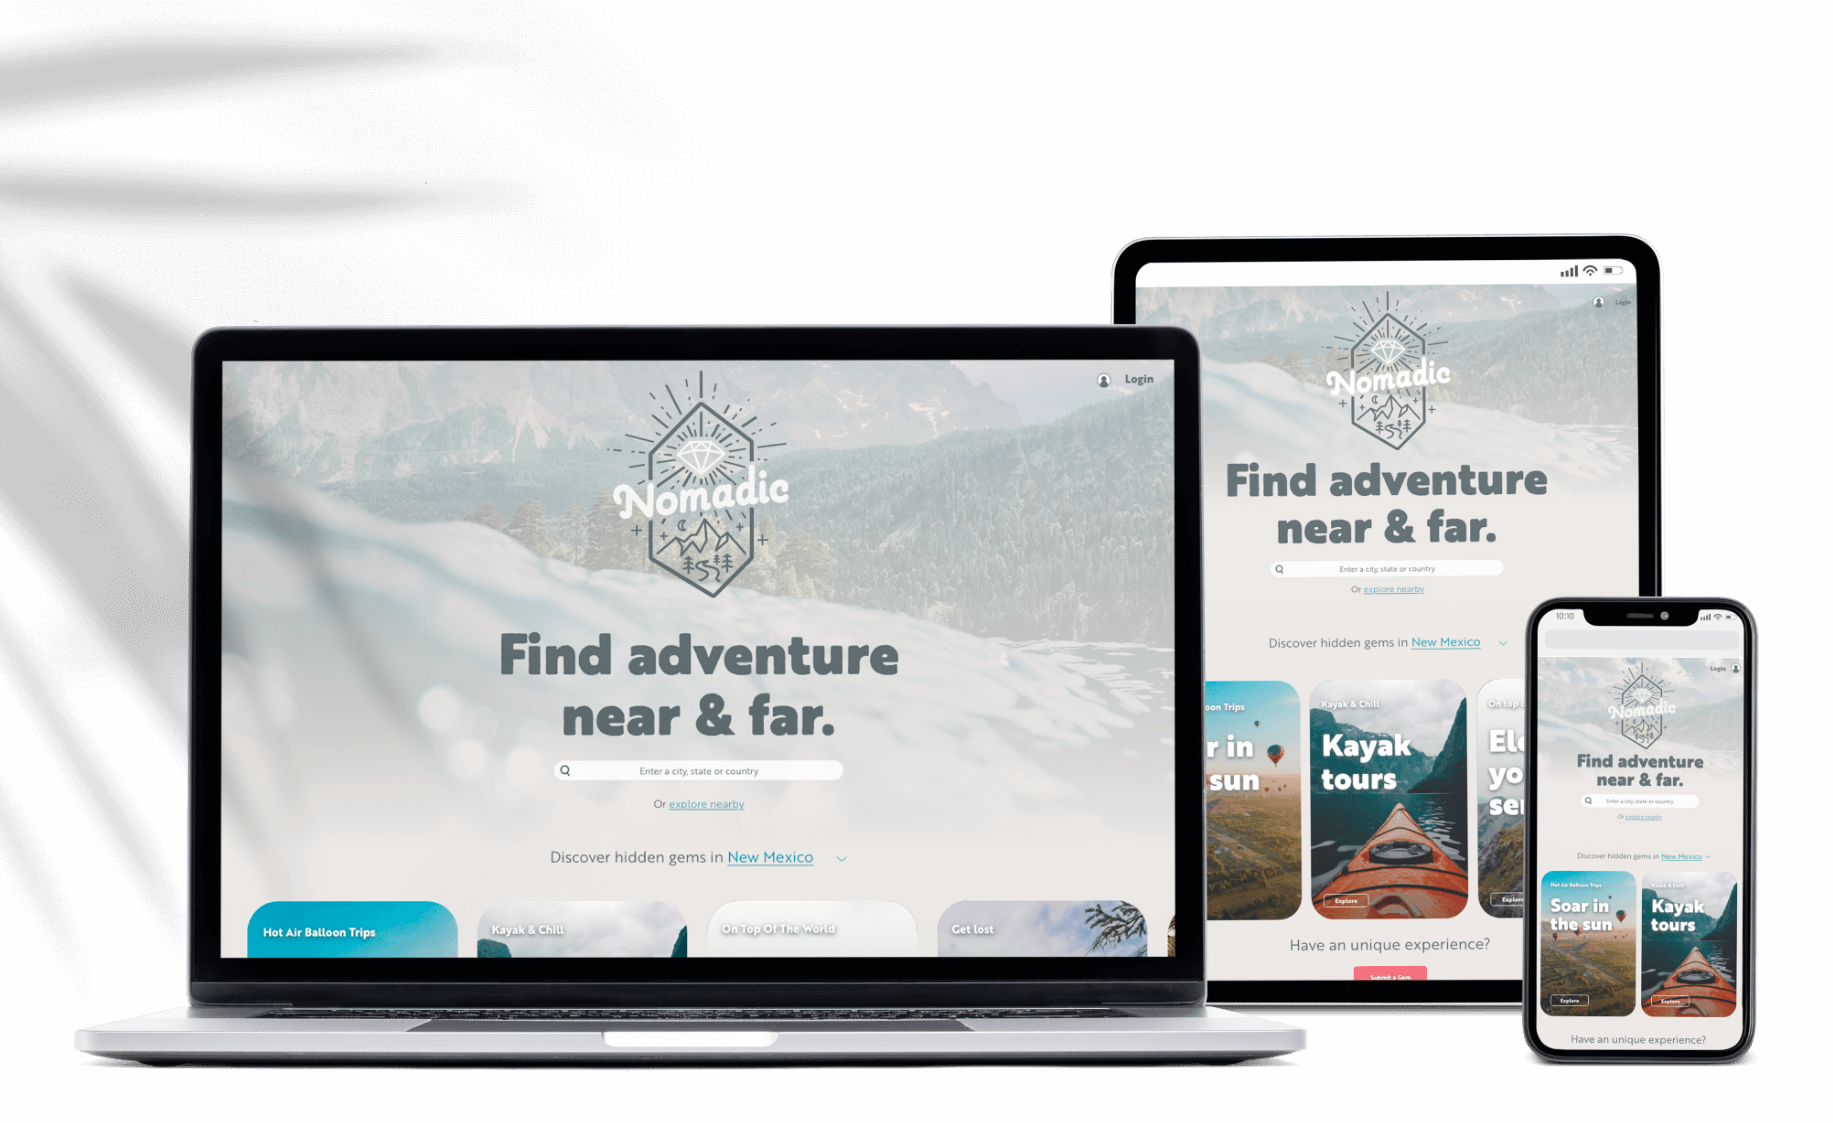 Login
Nomadic
Find adventure
near & far.
Enter a city, state or country
Or explore nearby
Discover hidden gems in New Mexico
Hot Air Balloon Trips
Kayak & Chill
On Top Of The World
Get lost
Login
Nomadic
Find adventure
near & far.
Enter a city, state or country
Or explore nearby
Discover hidden gems in New Mexico
oon Trips
r in
sun
Kayak & Chill
Kayak
tours
Explore
On top
El
yo
se
Explor
Have an unique experience?
Submit a Gem
10:10
Login
Nomadic
Find adventure
near & far.
Enter a city, state or country
Or explore nearby
Discover hidden gems in New Mexico
Hot Air Balloon Trips
Soar in
the sun
Explore
Kayak & Chill
Kayak
tours
Explore
Have an unique experience?